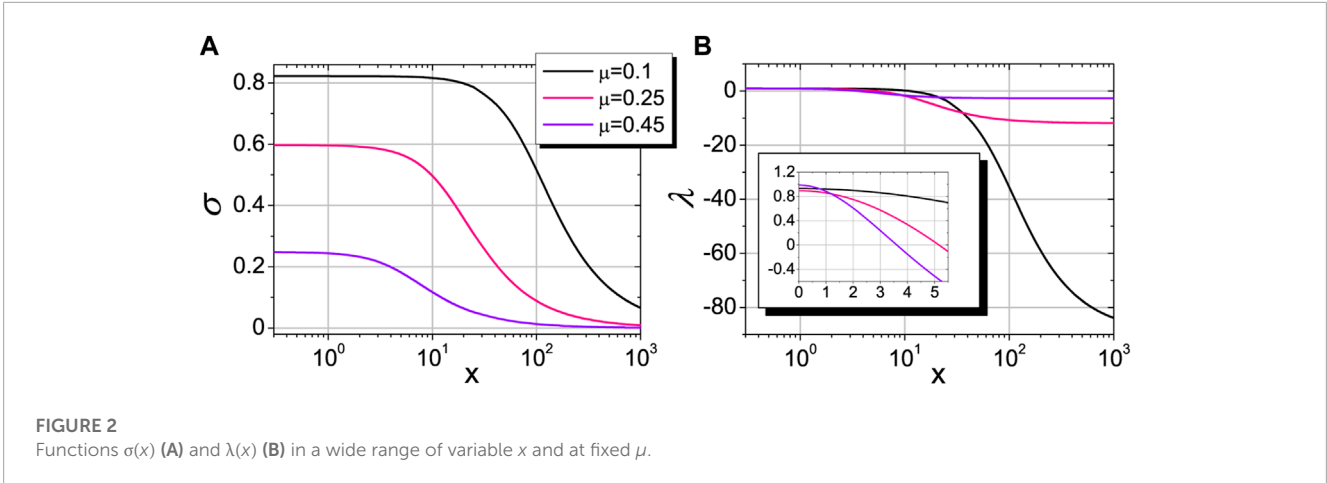 A
B
0.8
0.6
0.4
0.2
0
σ
10⁰
10¹
10²
10³
x
μ=0.1
μ=0.25
μ=0.45
0
-20
-40
-60
-80
λ
1.2
0.8
0.4
0
-0.4
0 1 2 3 4 5
10⁰
10¹
10²
10³
x
FIGURE 2
Functions σ(x) (A) and λ(x) (B) in a wide range of variable x and at fixed μ.